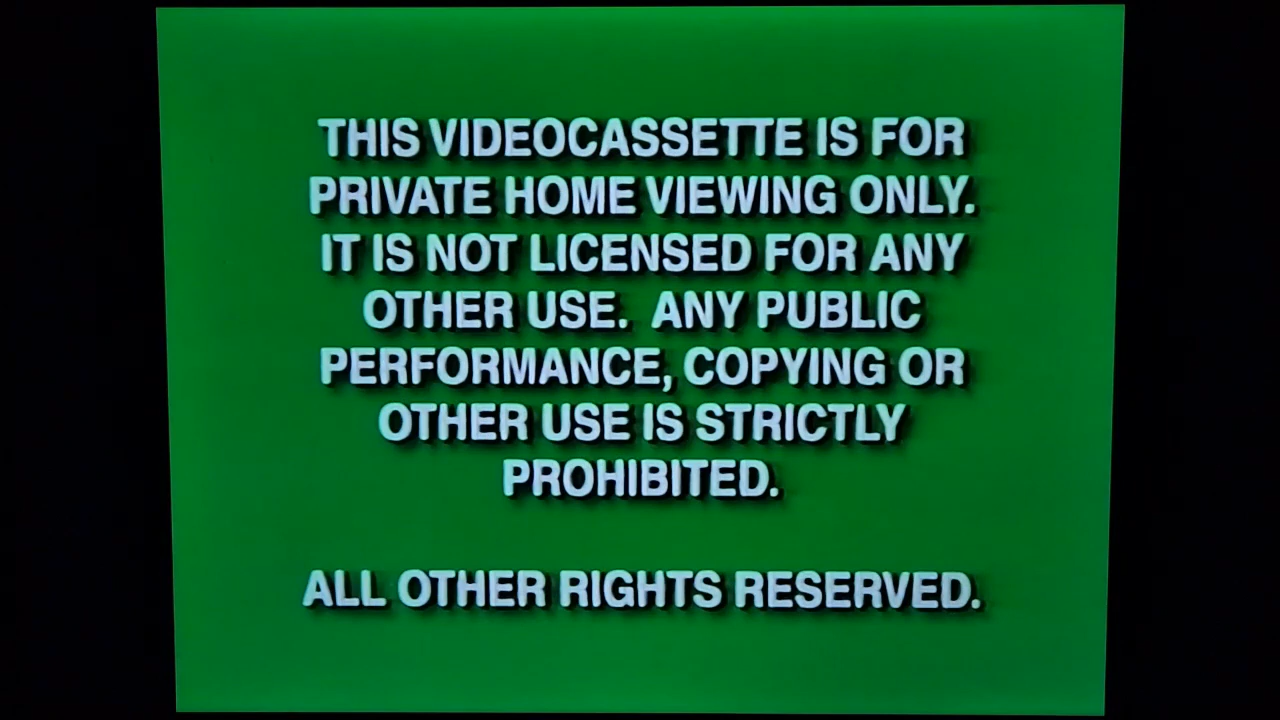 THIS VIDEOCASSETTE IS FOR
PRIVATE HOME VIEWING ONLY.
IT IS NOT LICENSED FOR ANY
OTHER USE.  ANY PUBLIC
PERFORMANCE, COPYING OR
OTHER USE IS STRICTLY
PROHIBITED.
ALL OTHER RIGHTS RESERVED.